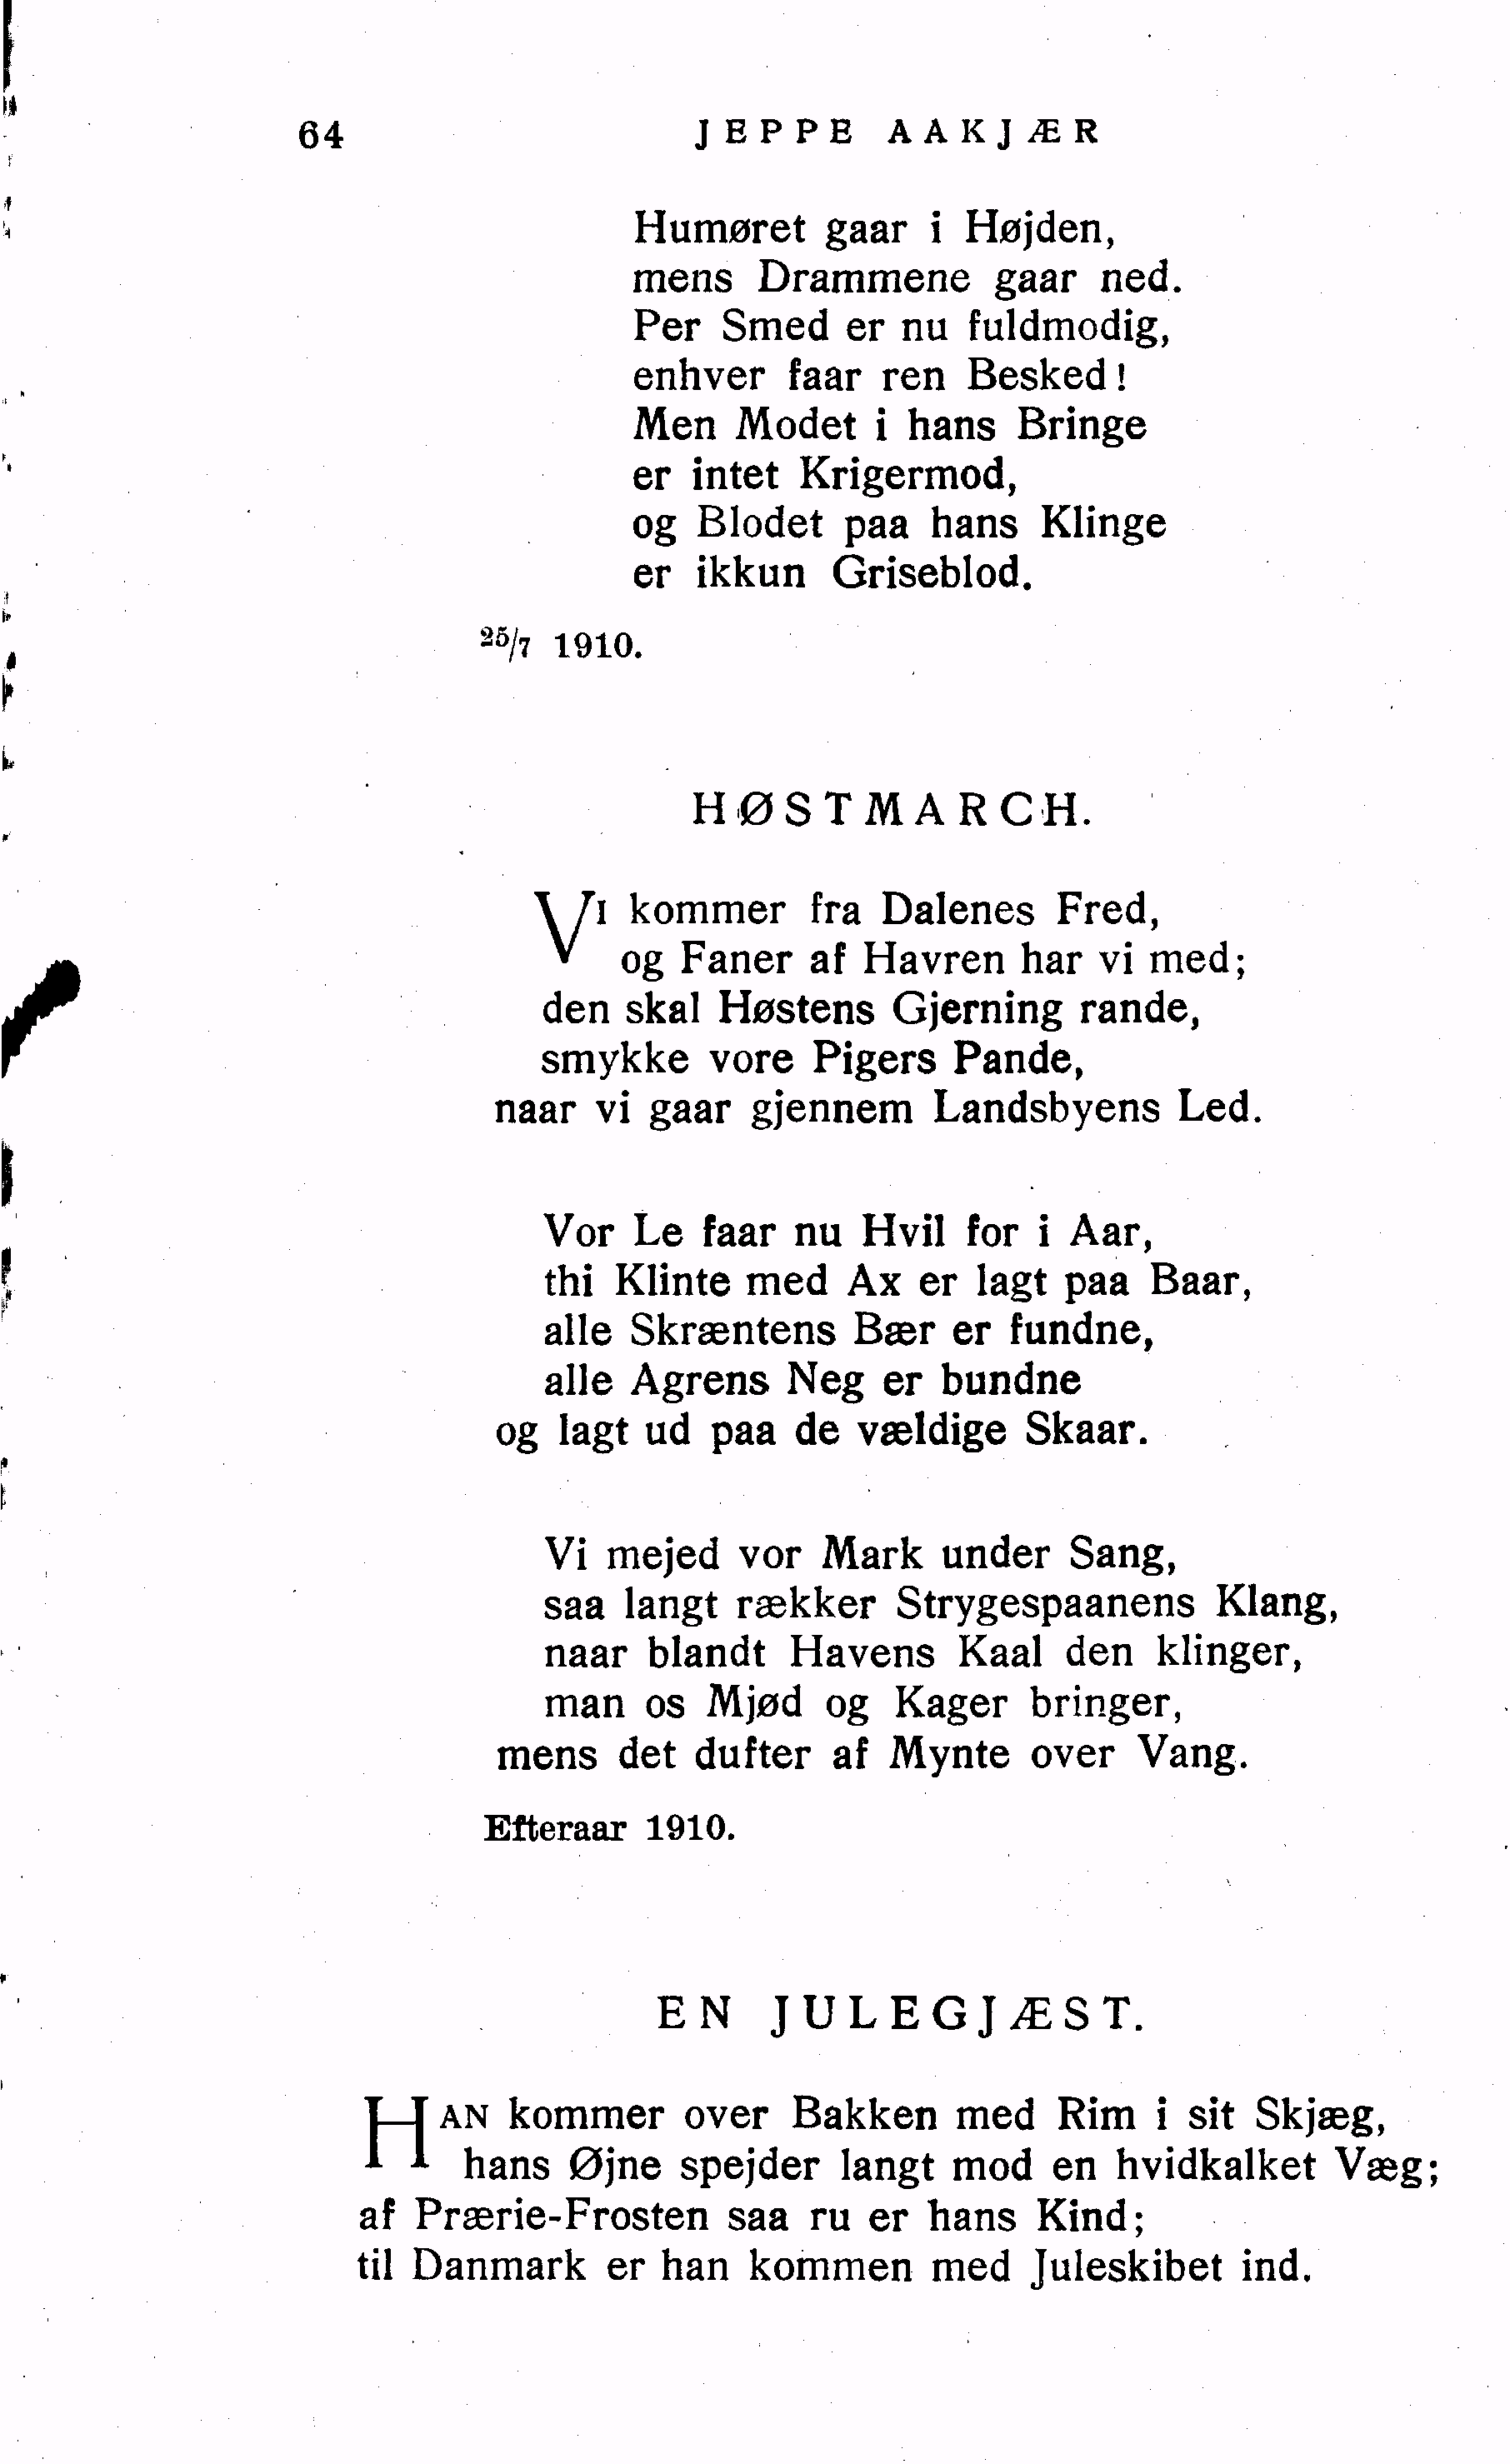 64 JEPPE AAKJÆR
Humøret gaar i Højden,
mens Drammene gaar ned.
Per Smed er nu fuldmodig,
enhver faar ren Besked!
Men Modet i hans Bringe
er intet Krigermod,
og Blodet paa hans Klinge
er ikkun Griseblod.
25/7 1910.
HØSTMARCH.
VI kommer fra Dalenes Fred,
og Faner af Havren har vi med;
den skal Høstens Gjerning rande,
smykke vore Pigers Pande,
naar vi gaar gjennem Landsbyens Led.
Vor Le faar nu Hvil for i Aar,
thi Klinte med Ax er lagt paa Baar,
alle Skræntens Bær er fundne,
alle Agrens Neg er bundne
og lagt ud paa de vældige Skaar.
Vi mejed vor Mark under Sang,
saa langt rækker Strygespaanens Klang,
naar blandt Havens Kaal den klinger,
man os Mjød og Kager bringer,
mens det dufter af Mynte over Vang.
Efteraar 1910.
EN JULEGJÆST.
HAN kommer over Bakken med Rim i sit Skjæg,
hans Øjne spejder langt mod en hvidkalket Væg;
af Prærie-Frosten saa ru er hans Kind;
til Danmark er han kommen med Juleskibet ind.